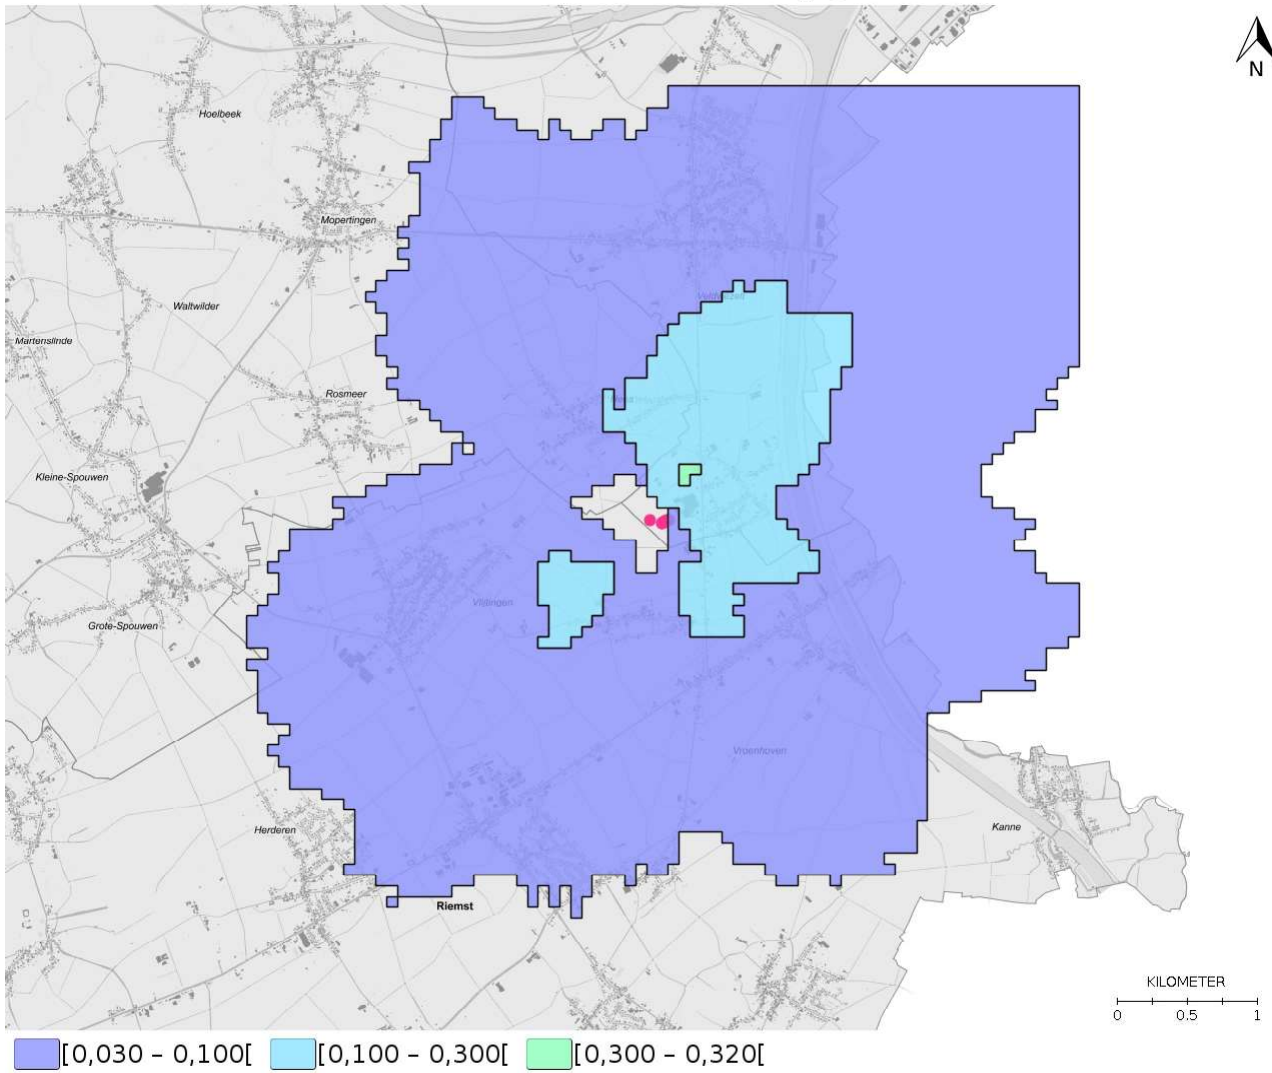 N
Hoelbeek
Mopertingen
Waltwilder
Veldwezelt
Martenslinde
Rosmeer
Kleine-Spouwen
Vlijtingen
Grote-Spouwen
Vroenhoven
Herderen
Kanne
Riemst
KILOMETER
0 0.5 1
[0,030 – 0,100[ [0,100 – 0,300[ [0,300 – 0,320[